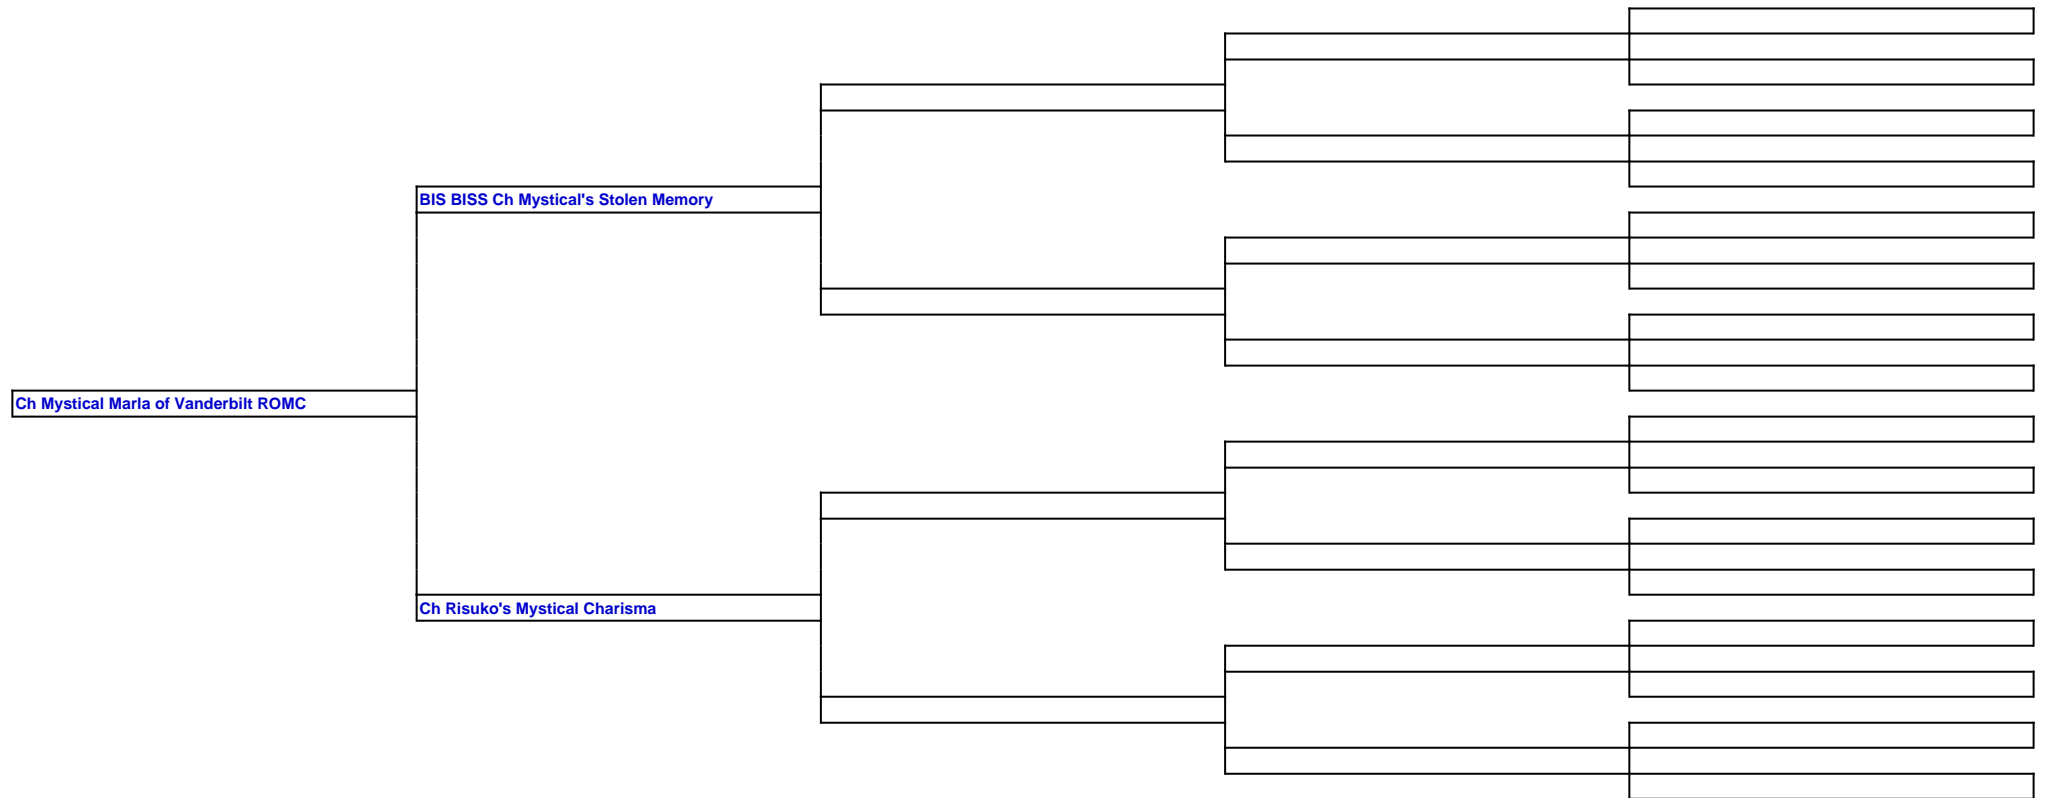 BIS BISS Ch Mystical's Stolen Memory
Ch Mystical Marla of Vanderbilt ROMC
Ch Risuko's Mystical Charisma